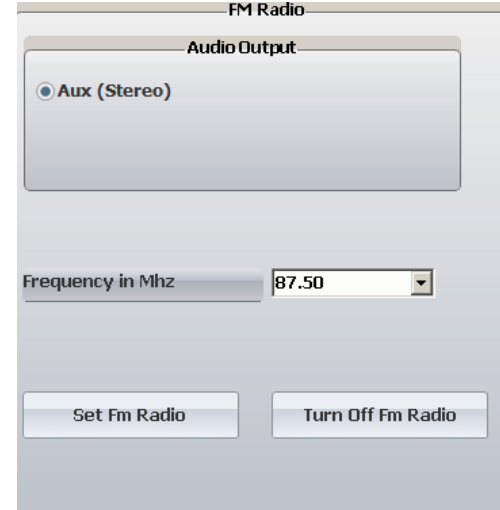 FM Radio
Audio Output
Aux (Stereo)
Frequency in Mhz 87.50
Set Fm Radio Turn Off Fm Radio